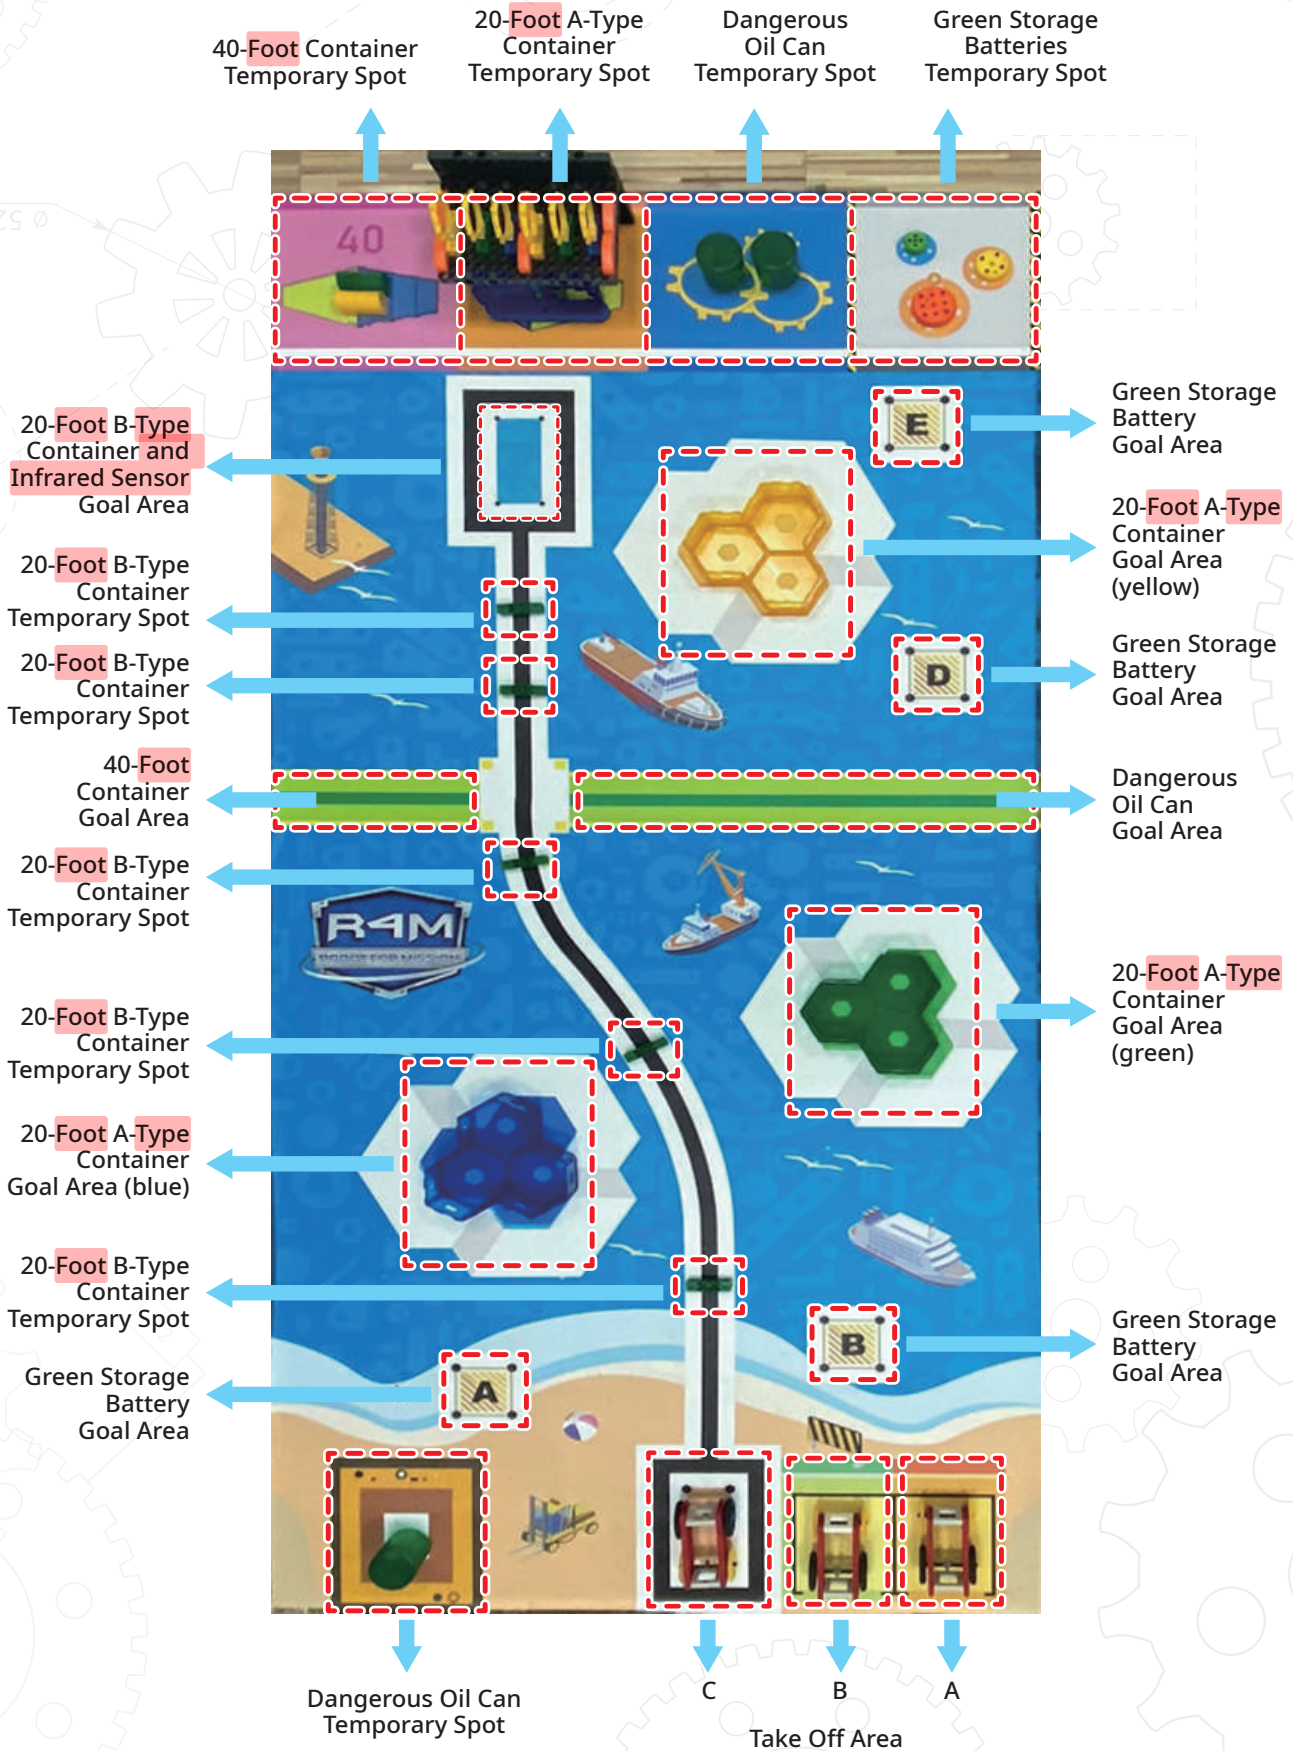 40-Foot Container
Temporary Spot
20-Foot A-Type
Container
Temporary Spot
Dangerous
Oil Can
Temporary Spot
Green Storage
Batteries
Temporary Spot
40
20-Foot B-Type
Container and
Infrared Sensor
Goal Area
20-Foot B-Type
Container
Temporary Spot
20-Foot B-Type
Container
Temporary Spot
40-Foot
Container
Goal Area
20-Foot B-Type
Container
Temporary Spot
20-Foot B-Type
Container
Temporary Spot
20-Foot A-Type
Container
Goal Area (blue)
20-Foot B-Type
Container
Temporary Spot
Green Storage
Battery
Goal Area
E
D
R4M
ROBOT FOR MISSION
B
A
Green Storage
Battery
Goal Area
20-Foot A-Type
Container
Goal Area
(yellow)
Green Storage
Battery
Goal Area
Dangerous
Oil Can
Goal Area
20-Foot A-Type
Container
Goal Area
(green)
Green Storage
Battery
Goal Area
Dangerous Oil Can
Temporary Spot
C
B
A
Take Off Area